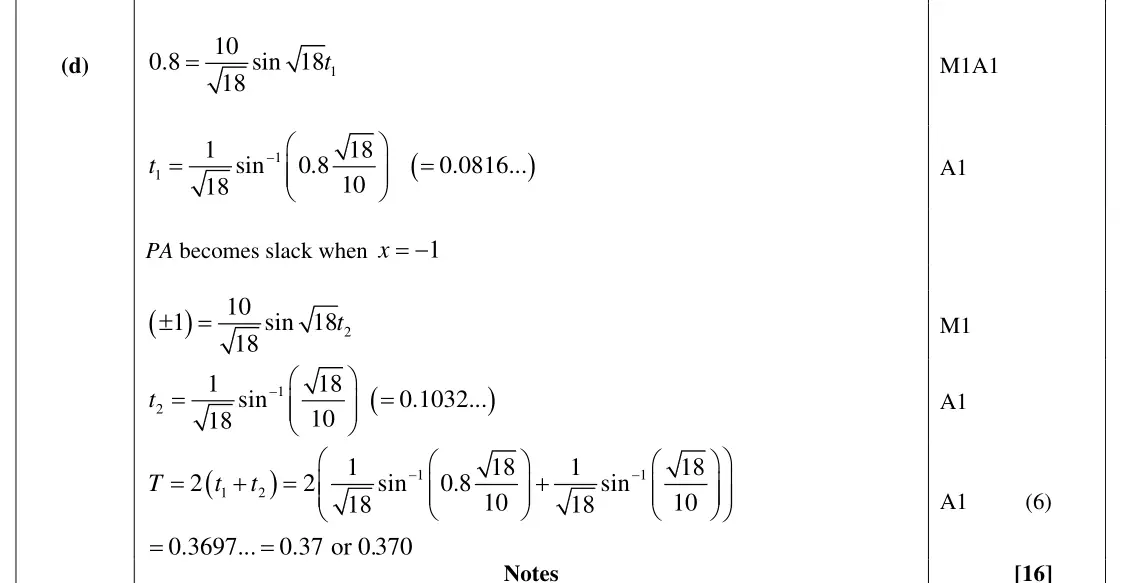 (d) 0.8 = 10/√18 sin √18t₁ M1A1
t₁ = 1/√18 sin⁻¹(0.8 √18/10) (= 0.0816...) A1
PA becomes slack when x = −1
(±1) = 10/√18 sin √18t₂ M1
t₂ = 1/√18 sin⁻¹(√18/10) (= 0.1032...) A1
T = 2(t₁ + t₂) = 2(1/√18 sin⁻¹(0.8 √18/10) + 1/√18 sin⁻¹(√18/10)) A1 (6)
= 0.3697... = 0.37 or 0.370
Notes [16]